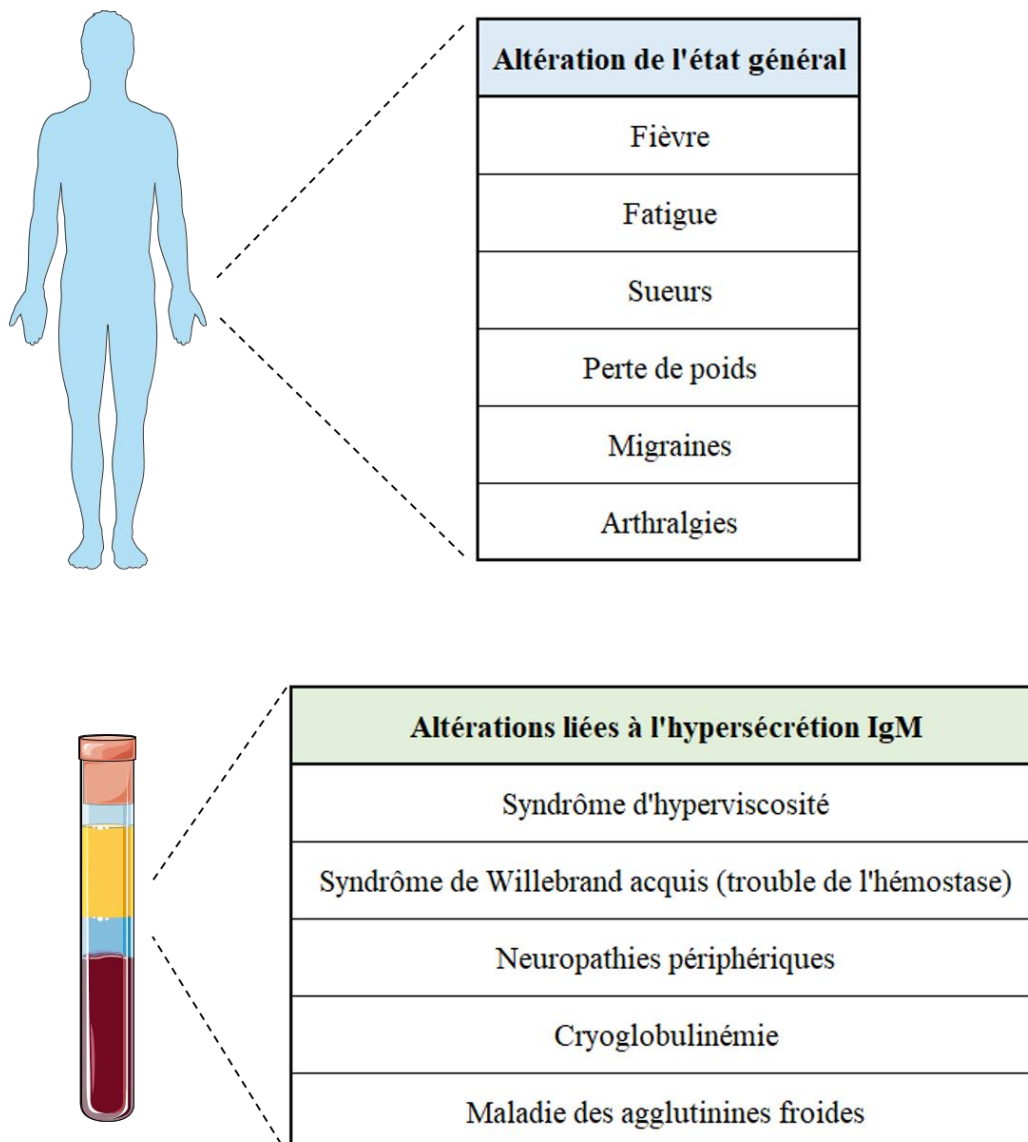 Altération de l'état général
Fièvre
Fatigue
Sueurs
Perte de poids
Migraines
Arthralgies
Altérations liées à l'hypersécrétion IgM
Syndrôme d'hyperviscosité
Syndrôme de Willebrand acquis (trouble de l'hémostase)
Neuropathies périphériques
Cryoglobulinémie
Maladie des agglutinines froides